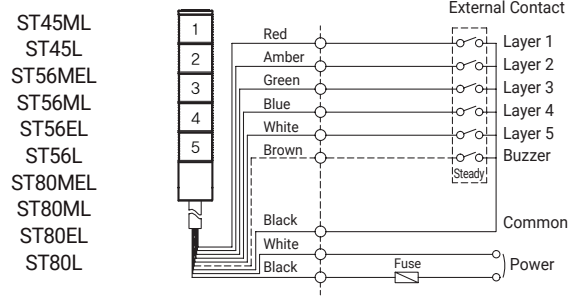 ST45ML
ST45L
ST56MEL
ST56ML
ST56EL
ST56L
ST80MEL
ST80ML
ST80EL
ST80L
1
2
3
4
5
External Contact
Red
Layer 1
Amber
Layer 2
Green
Layer 3
Blue
Layer 4
White
Layer 5
Brown
Buzzer
Steady
Black
Common
White
Black
Fuse
Power